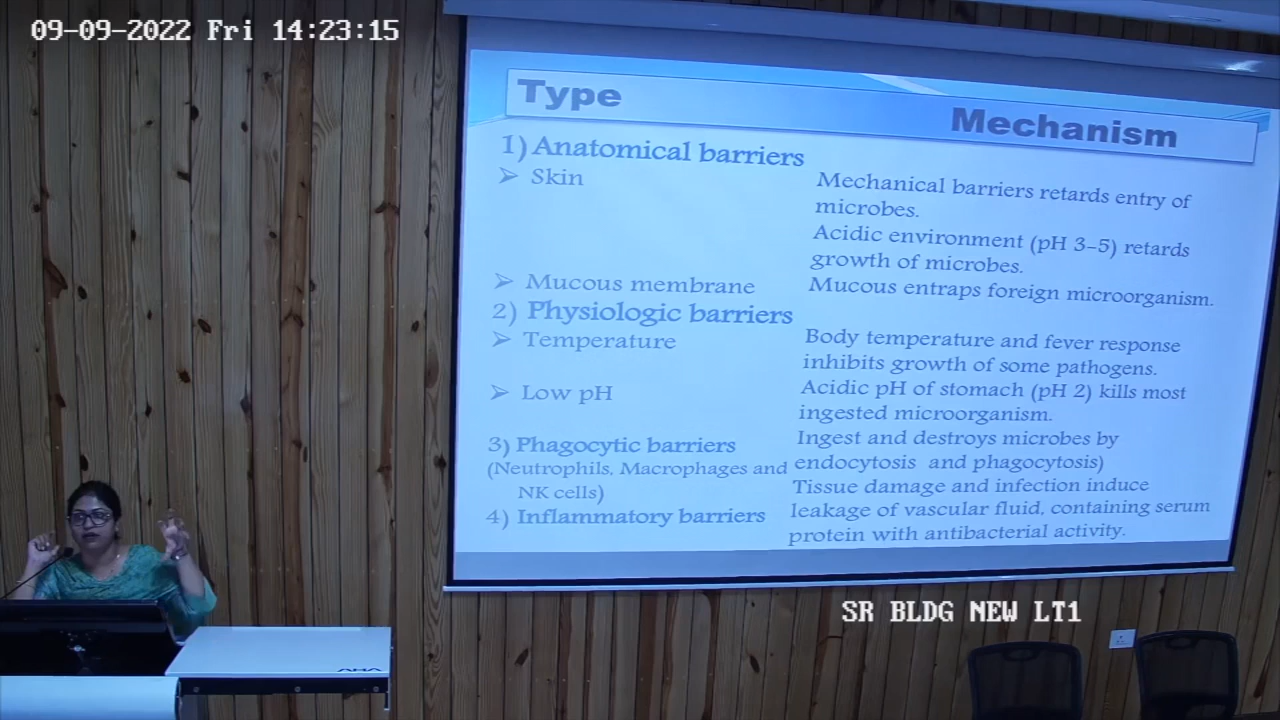 09-09-2022 Fri 14:23:15
Type
Mechanism
1) Anatomical barriers
➢ Skin
Mechanical barriers retards entry of
microbes.
Acidic environment (pH 3-5) retards
growth of microbes.
➢ Mucous membrane
Mucous entraps foreign microorganism.
2) Physiologic barriers
➢ Temperature
Body temperature and fever response
inhibits growth of some pathogens.
➢ Low pH
Acidic pH of stomach (pH 2) kills most
ingested microorganism.
3) Phagocytic barriers
(Neutrophils, Macrophages and
NK cells)
Ingest and destroys microbes by
endocytosis and phagocytosis)
4) Inflammatory barriers
Tissue damage and infection induce
leakage of vascular fluid, containing serum
protein with antibacterial activity.
SR BLDG NEW LT1
AHA